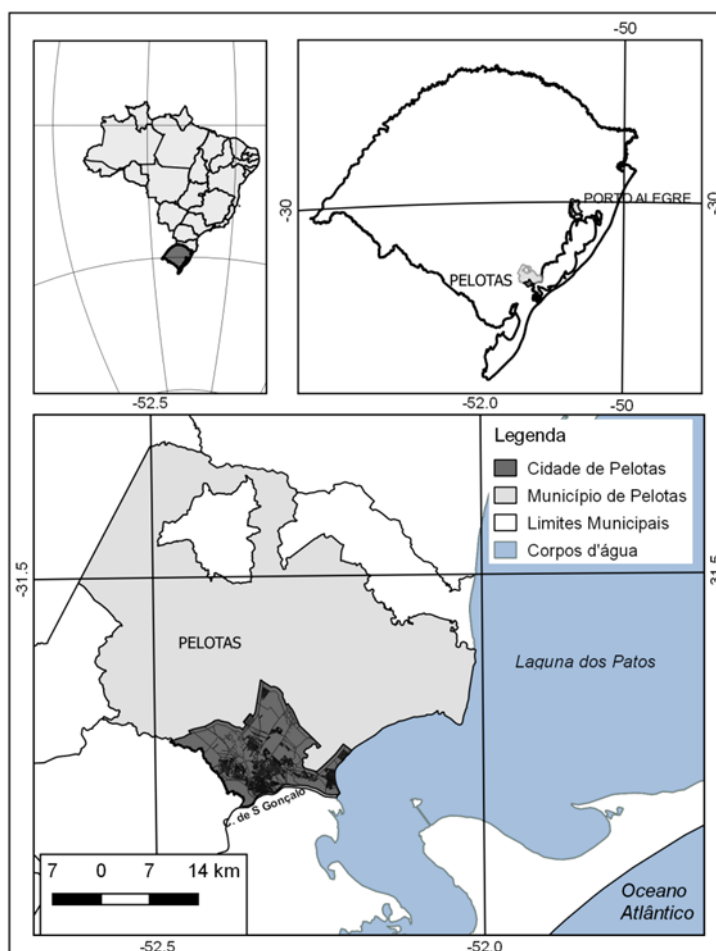 -50
-30
PORTO ALEGRE
-30
PELOTAS
-52.5
-52.0
-50
Legenda
Cidade de Pelotas
Município de Pelotas
Limites Municipais
Corpos d'água
-31.5
-31.5
PELOTAS
Laguna dos Patos
C. de S Gonçalo
7 0 7 14 km
Oceano
Atlântico
-52.5
-52.0